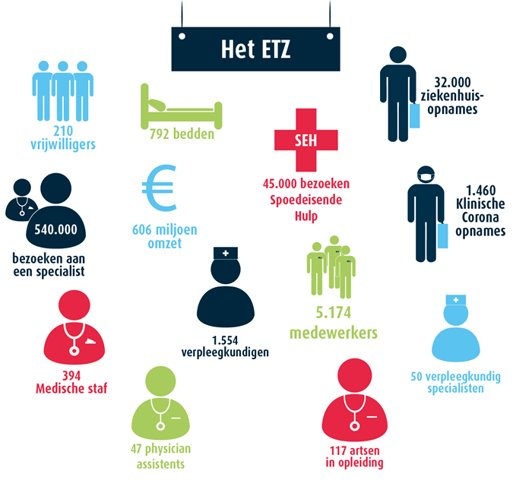 Het ETZ
210
vrijwilligers
792 bedden
SEH
45.000 bezoeken
Spoedeisende
Hulp
32.000
ziekenhuis-
opnames
540.000
bezoeken aan
een specialist
€
606 miljoen
omzet
1.460
Klinische
Corona
opnames
1.554
verpleegkundigen
5.174
medewerkers
394
Medische staf
50 verpleegkundig
specialisten
47 physician
assistents
117 artsen
in opleiding